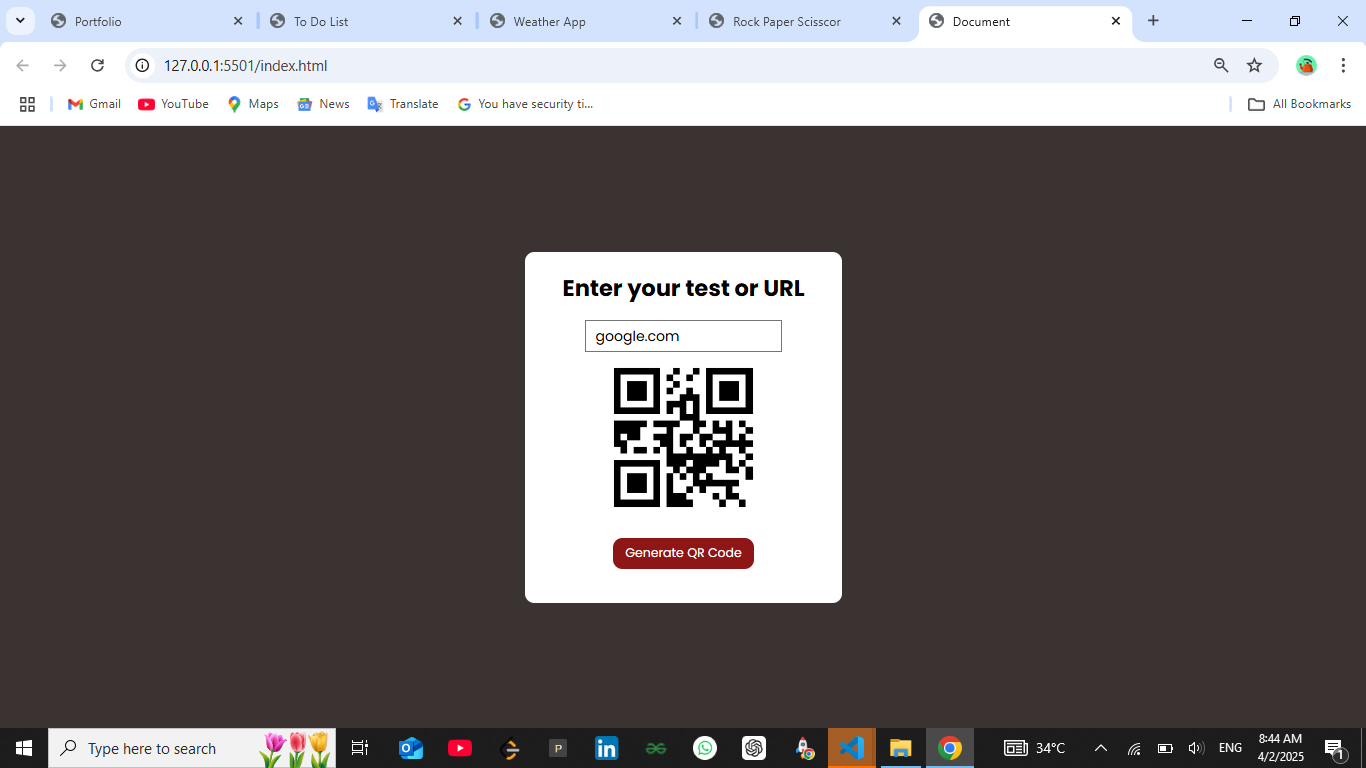 Portfolio
To Do List
Weather App
Rock Paper Scisscor
Document
127.0.0.1:5501/index.html
Gmail
YouTube
Maps
News
Translate
You have security ti...
All Bookmarks
Enter your test or URL
google.com
Generate QR Code
Type here to search
P
in
34°C
ENG
8:44 AM
4/2/2025
1